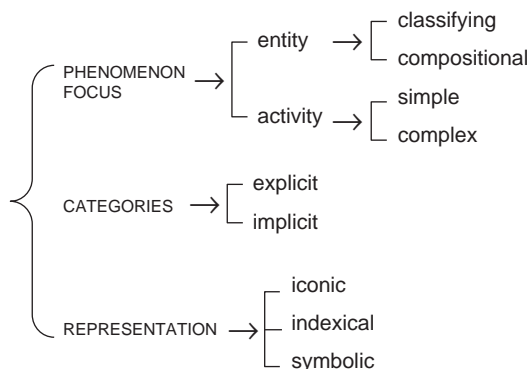 classifying
entity
compositional
PHENOMENON
FOCUS
simple
activity
complex
explicit
CATEGORIES
implicit
iconic
REPRESENTATION
indexical
symbolic